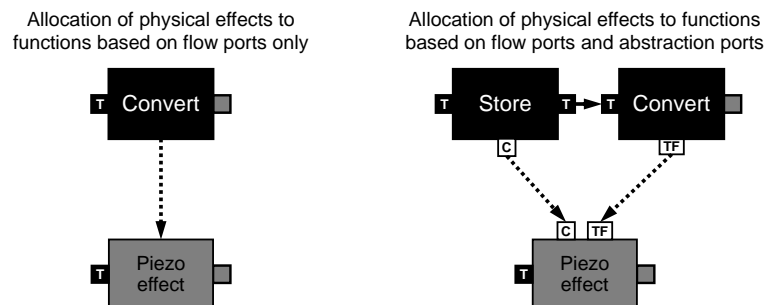 Allocation of physical effects to
functions based on flow ports only
T Convert
T Piezo
effect
Allocation of physical effects to functions
based on flow ports and abstraction ports
T Store T T Convert
C TF
C TF
T Piezo
effect